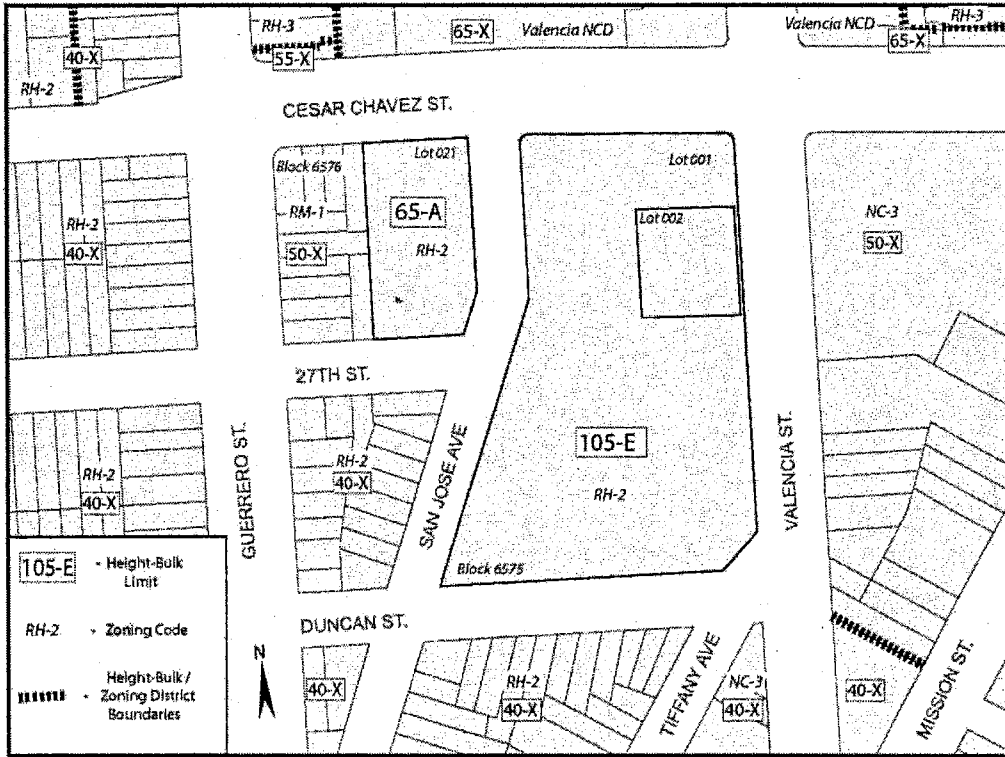 RH-3
65-X
Valencia NCD
Valencia NCD
RH-3
40-X
55-X
65-X
RH-2
CESAR CHAVEZ ST.
Block 6576
Lot 021
Lot 001
RH-2
40-X
RM-1
65-A
Lot 002
NC-3
50-X
RH-2
50-X
27TH ST.
RH-2
40-X
GUERRERO ST.
RH-2
40-X
SAN JOSE AVE
105-E
RH-2
VALENCIA ST.
Block 6575
105-E - Height-Bulk
Limit
RH-2 - Zoning Code
- Height-Bulk /
Zoning District
Boundaries
N
DUNCAN ST.
40-X
RH-2
40-X
TIFFANY AVE
NC-3
40-X
40-X
MISSION ST.